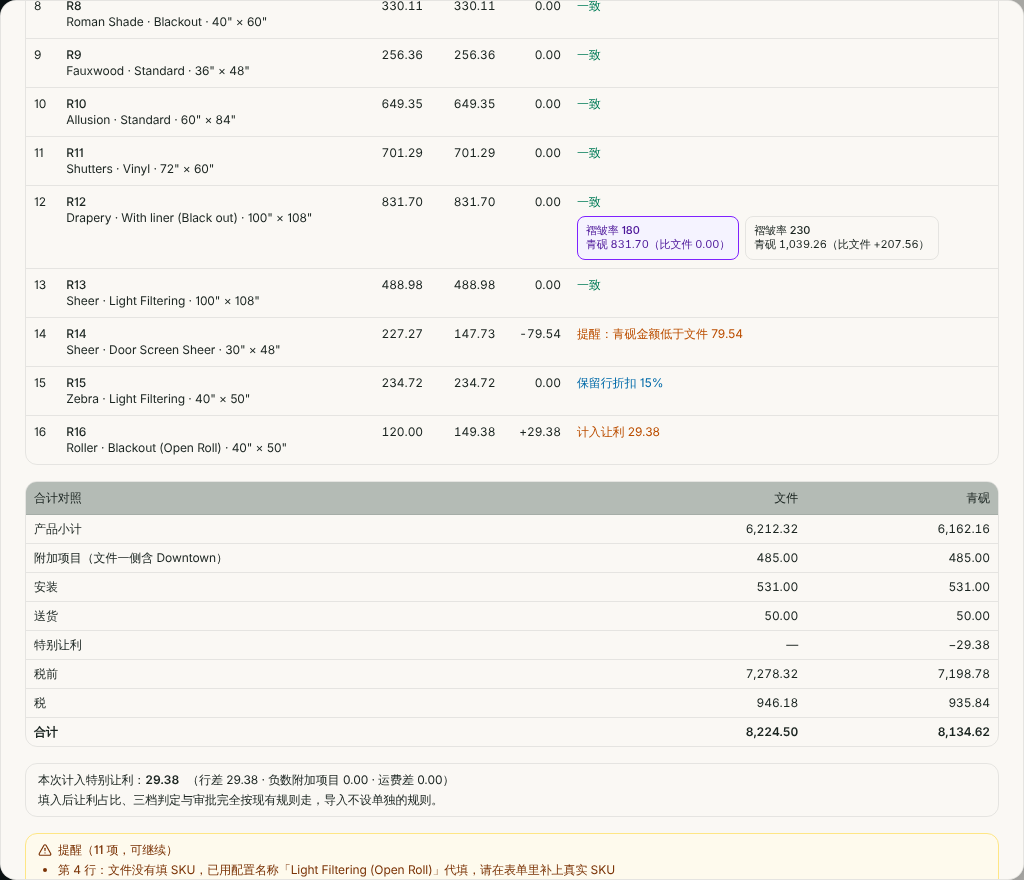 8 R8 330.11 330.11 0.00 一致
Roman Shade · Blackout · 40" × 60"
9 R9 256.36 256.36 0.00 一致
Fauxwood · Standard · 36" × 48"
10 R10 649.35 649.35 0.00 一致
Allusion · Standard · 60" × 84"
11 R11 701.29 701.29 0.00 一致
Shutters · Vinyl · 72" × 60"
12 R12 831.70 831.70 0.00 一致
Drapery · With liner (Black out) · 100" × 108"
褶皱率 180
青砚 831.70（比文件 0.00）
褶皱率 230
青砚 1,039.26（比文件 +207.56）
13 R13 488.98 488.98 0.00 一致
Sheer · Light Filtering · 100" × 108"
14 R14 227.27 147.73 -79.54 提醒：青砚金额低于文件 79.54
Sheer · Door Screen Sheer · 30" × 48"
15 R15 234.72 234.72 0.00 保留行折扣 15%
Zebra · Light Filtering · 40" × 50"
16 R16 120.00 149.38 +29.38 计入让利 29.38
Roller · Blackout (Open Roll) · 40" × 50"
合计对照 文件 青砚
产品小计 6,212.32 6,162.16
附加项目（文件一侧含 Downtown） 485.00 485.00
安装 531.00 531.00
送货 50.00 50.00
特别让利 — −29.38
税前 7,278.32 7,198.78
税 946.18 935.84
合计 8,224.50 8,134.62
本次计入特别让利：29.38 （行差 29.38 · 负数附加项目 0.00 · 运费差 0.00）
填入后让利占比、三档判定与审批完全按现有规则走，导入不设单独的规则。
提醒（11 项，可继续）
• 第 4 行：文件没有填 SKU，已用配置名称「Light Filtering (Open Roll)」代填，请在表单里补上真实 SKU